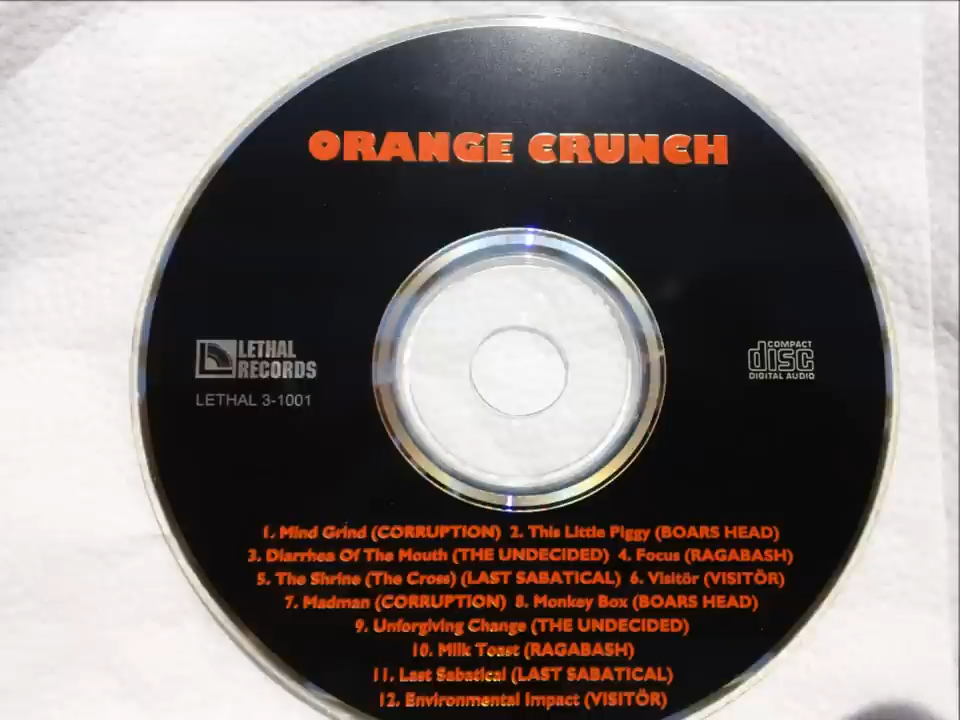 ORANGE CRUNCH
LETHAL
RECORDS
LETHAL 3-1001
COMPACT
disc
DIGITAL AUDIO
1. Mind Grind (CORRUPTION) 2. This Little Piggy (BOARS HEAD)
3. Diarrhea Of The Mouth (THE UNDECIDED) 4. Focus (RAGABASH)
5. The Shrine (The Cross) (LAST SABATICAL) 6. Visitör (VISITÖR)
7. Madman (CORRUPTION) 8. Monkey Box (BOARS HEAD)
9. Unforgiving Change (THE UNDECIDED)
10. Milk Toast (RAGABASH)
11. Last Sabatical (LAST SABATICAL)
12. Environmental Impact (VISITÖR)